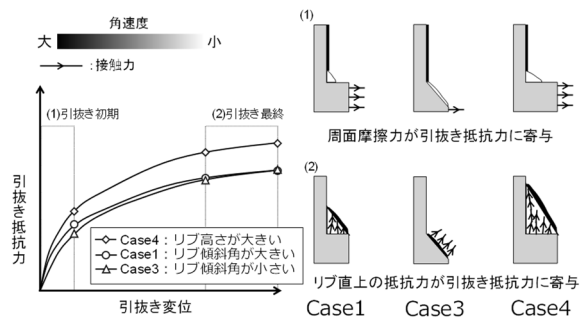 角速度
大
小
:接触力
(1)引抜き初期
(2)引抜き最終
引抜き抵抗力
Case4:リブ高さが大きい
Case1:リブ傾斜角が大きい
Case3:リブ傾斜角が小さい
引抜き変位
(1)
周面摩擦力が引抜き抵抗力に寄与
(2)
リブ直上の抵抗力が引抜き抵抗力に寄与
Case1
Case3
Case4